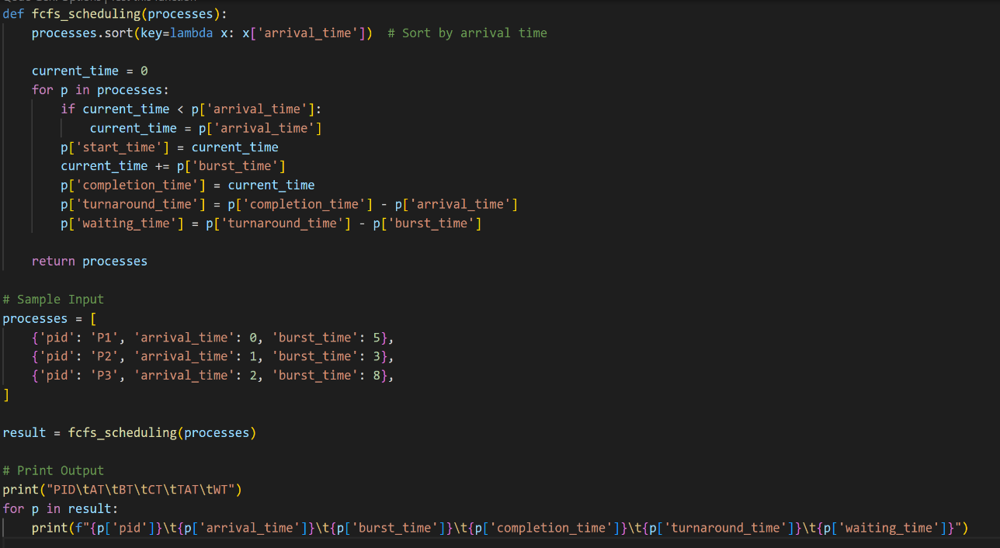 def fcfs_scheduling(processes):
    processes.sort(key=lambda x: x['arrival_time'])  # Sort by arrival time

    current_time = 0
    for p in processes:
        if current_time < p['arrival_time']:
            current_time = p['arrival_time']
        p['start_time'] = current_time
        current_time += p['burst_time']
        p['completion_time'] = current_time
        p['turnaround_time'] = p['completion_time'] - p['arrival_time']
        p['waiting_time'] = p['turnaround_time'] - p['burst_time']

    return processes

# Sample Input
processes = [
    {'pid': 'P1', 'arrival_time': 0, 'burst_time': 5},
    {'pid': 'P2', 'arrival_time': 1, 'burst_time': 3},
    {'pid': 'P3', 'arrival_time': 2, 'burst_time': 8},
]

result = fcfs_scheduling(processes)

# Print Output
print("PID\tAT\tBT\tCT\tTAT\tWT")
for p in result:
    print(f"{p['pid']}\t{p['arrival_time']}\t{p['burst_time']}\t{p['completion_time']}\t{p['turnaround_time']}\t{p['waiting_time']}")